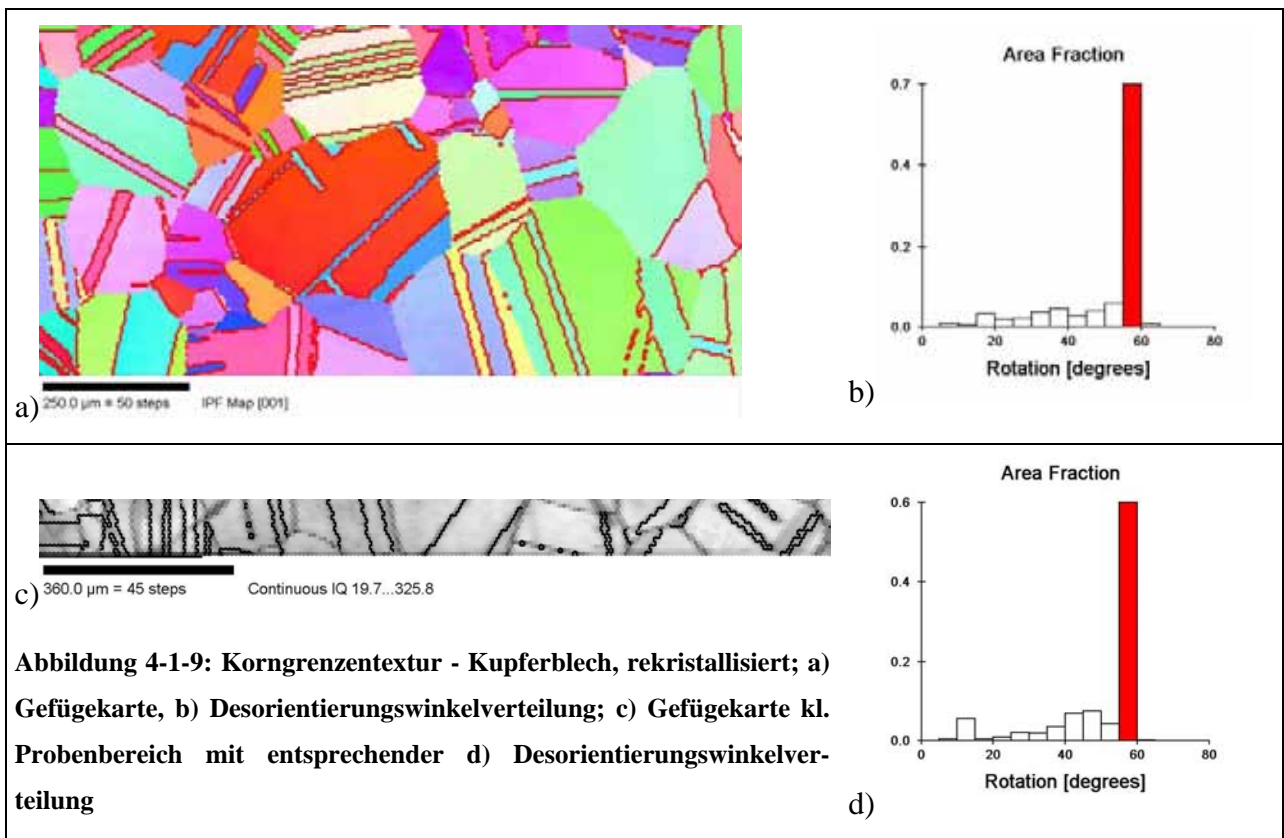 a)
250.0 µm = 50 steps IPF Map [001]
b)
Area Fraction
0.7
0.4
0.2
0.0
0 20 40 60 80
Rotation [degrees]
c)
360.0 µm = 45 steps Continuous IQ 19.7...325.8
Abbildung 4-1-9: Korngrenzentextur - Kupferblech, rekristallisiert; a)
Gefügekarte, b) Desorientierungswinkelverteilung; c) Gefügekarte kl.
Probenbereich mit entsprechender d) Desorientierungswinkelver-
teilung
Area Fraction
0.6
0.4
0.2
0.0
0 20 40 60 80
Rotation [degrees]
d)